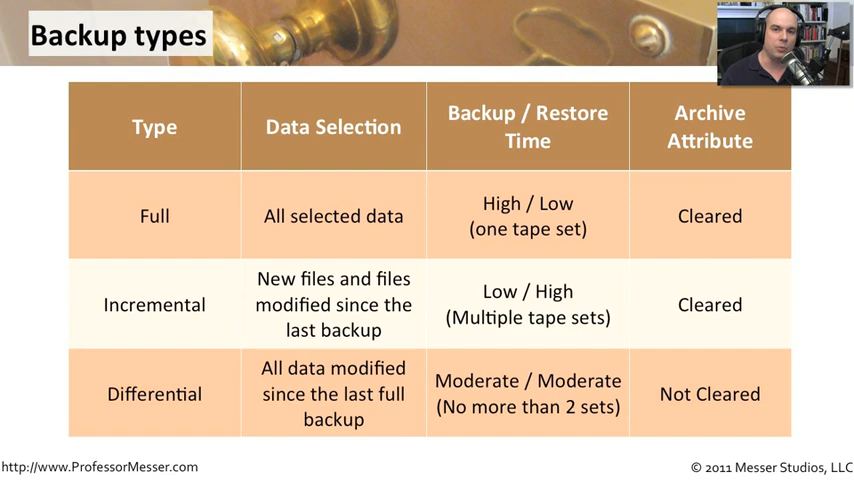 Backup types
Type
Data Selection
Backup / Restore
Time
Archive
Attribute
Full
All selected data
High / Low
(one tape set)
Cleared
Incremental
New files and files
modified since the
last backup
Low / High
(Multiple tape sets)
Cleared
Differential
All data modified
since the last full
backup
Moderate / Moderate
(No more than 2 sets)
Not Cleared
http://www.ProfessorMesser.com
© 2011 Messer Studios, LLC